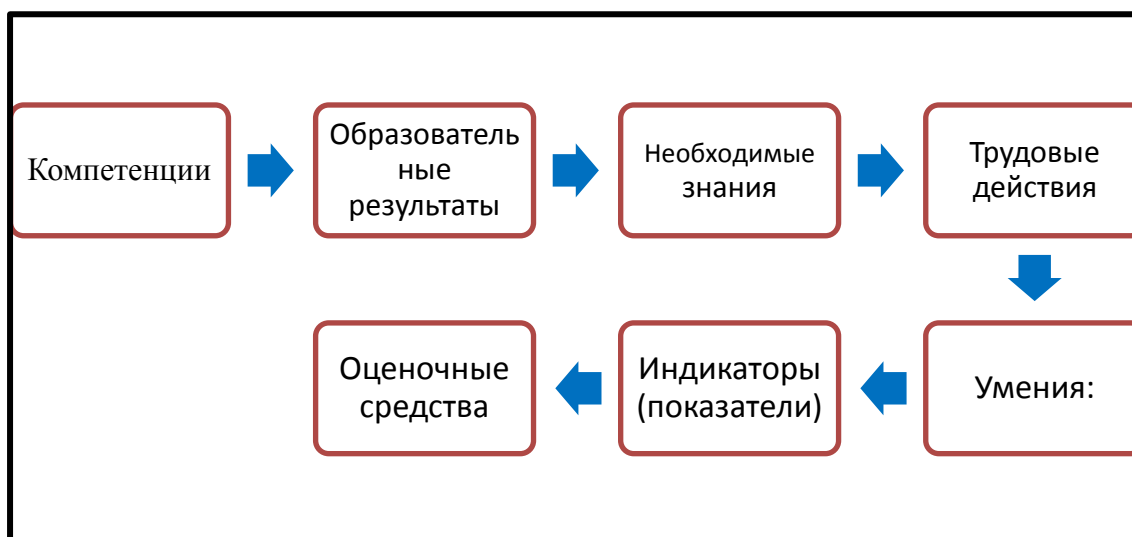 Компетенции
Образователь
ные
результаты
Необходимые
знания
Трудовые
действия
Умения:
Индикаторы
(показатели)
Оценочные
средства